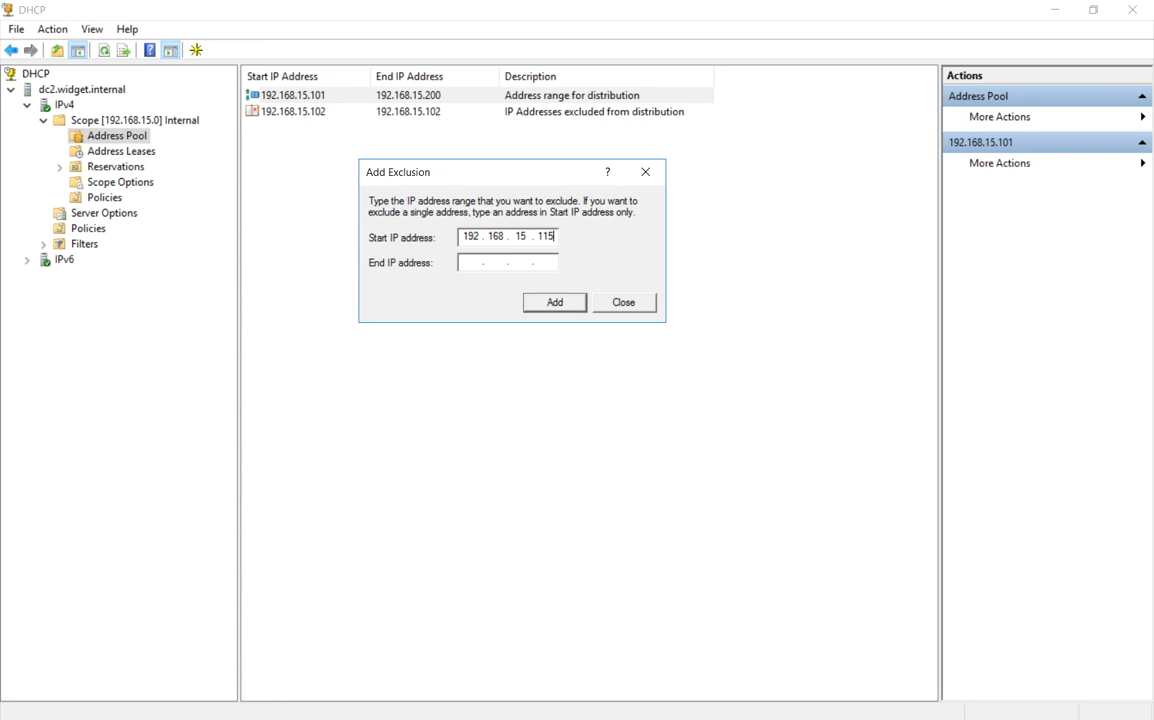 DHCP
File Action View Help
DHCP
dc2.widget.internal
IPv4
Scope [192.168.15.0] Internal
Address Pool
Address Leases
Reservations
Scope Options
Policies
Server Options
Policies
Filters
IPv6
Start IP Address End IP Address Description
192.168.15.101 192.168.15.200 Address range for distribution
192.168.15.102 192.168.15.102 IP Addresses excluded from distribution
Add Exclusion ?
Type the IP address range that you want to exclude. If you want to
exclude a single address, type an address in Start IP address only.
Start IP address: 192 . 168 . 15 . 115
End IP address: . . .
Add Close
Actions
Address Pool
More Actions
192.168.15.101
More Actions